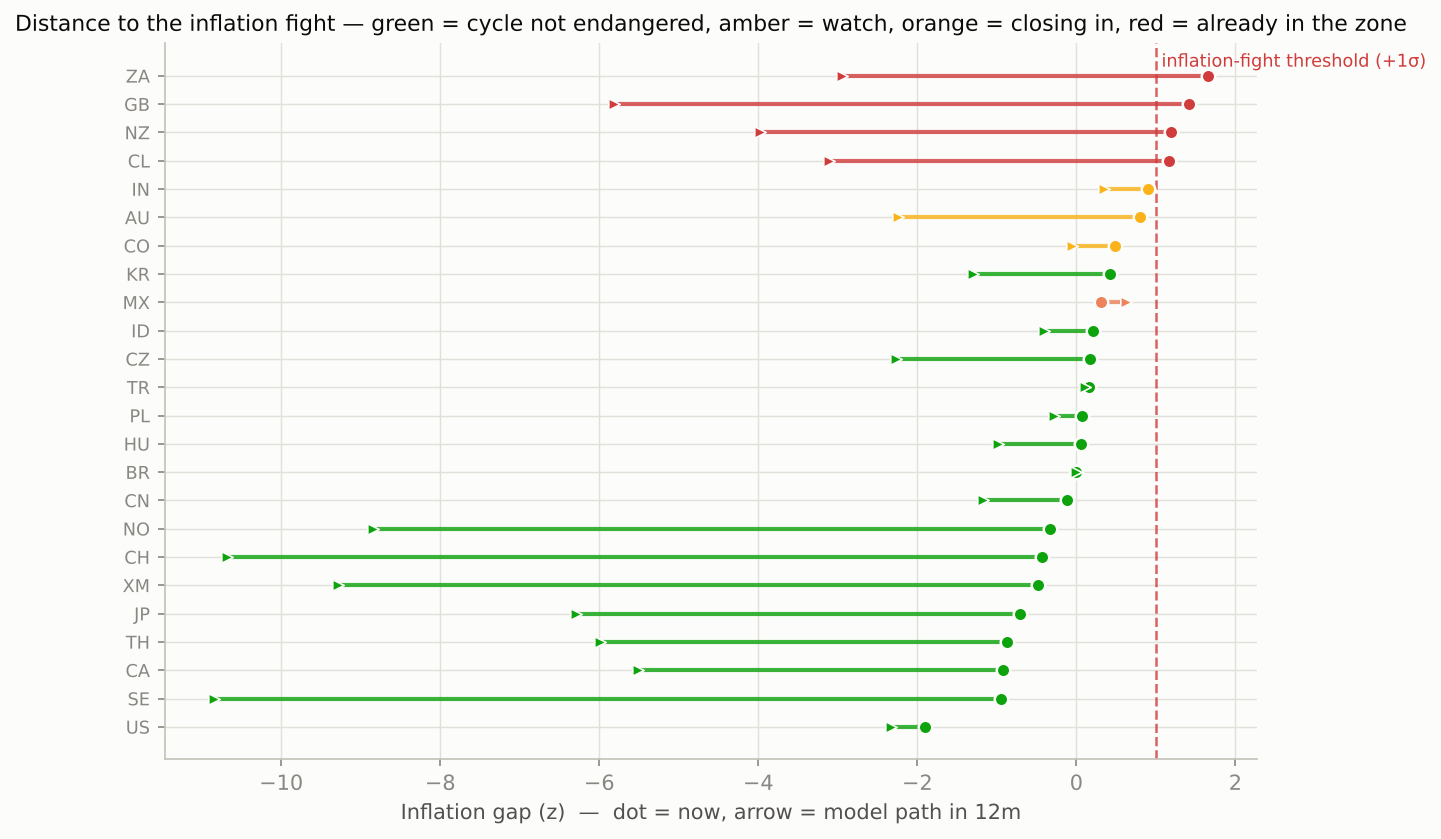 Distance to the inflation fight — green = cycle not endangered, amber = watch, orange = closing in, red = already in the zone
inflation-fight threshold (+1σ)
ZA
GB
NZ
CL
IN
AU
CO
KR
MX
ID
CZ
TR
PL
HU
BR
CN
NO
CH
XM
JP
TH
CA
SE
US
−10 −8 −6 −4 −2 0 2
Inflation gap (z) — dot = now, arrow = model path in 12m